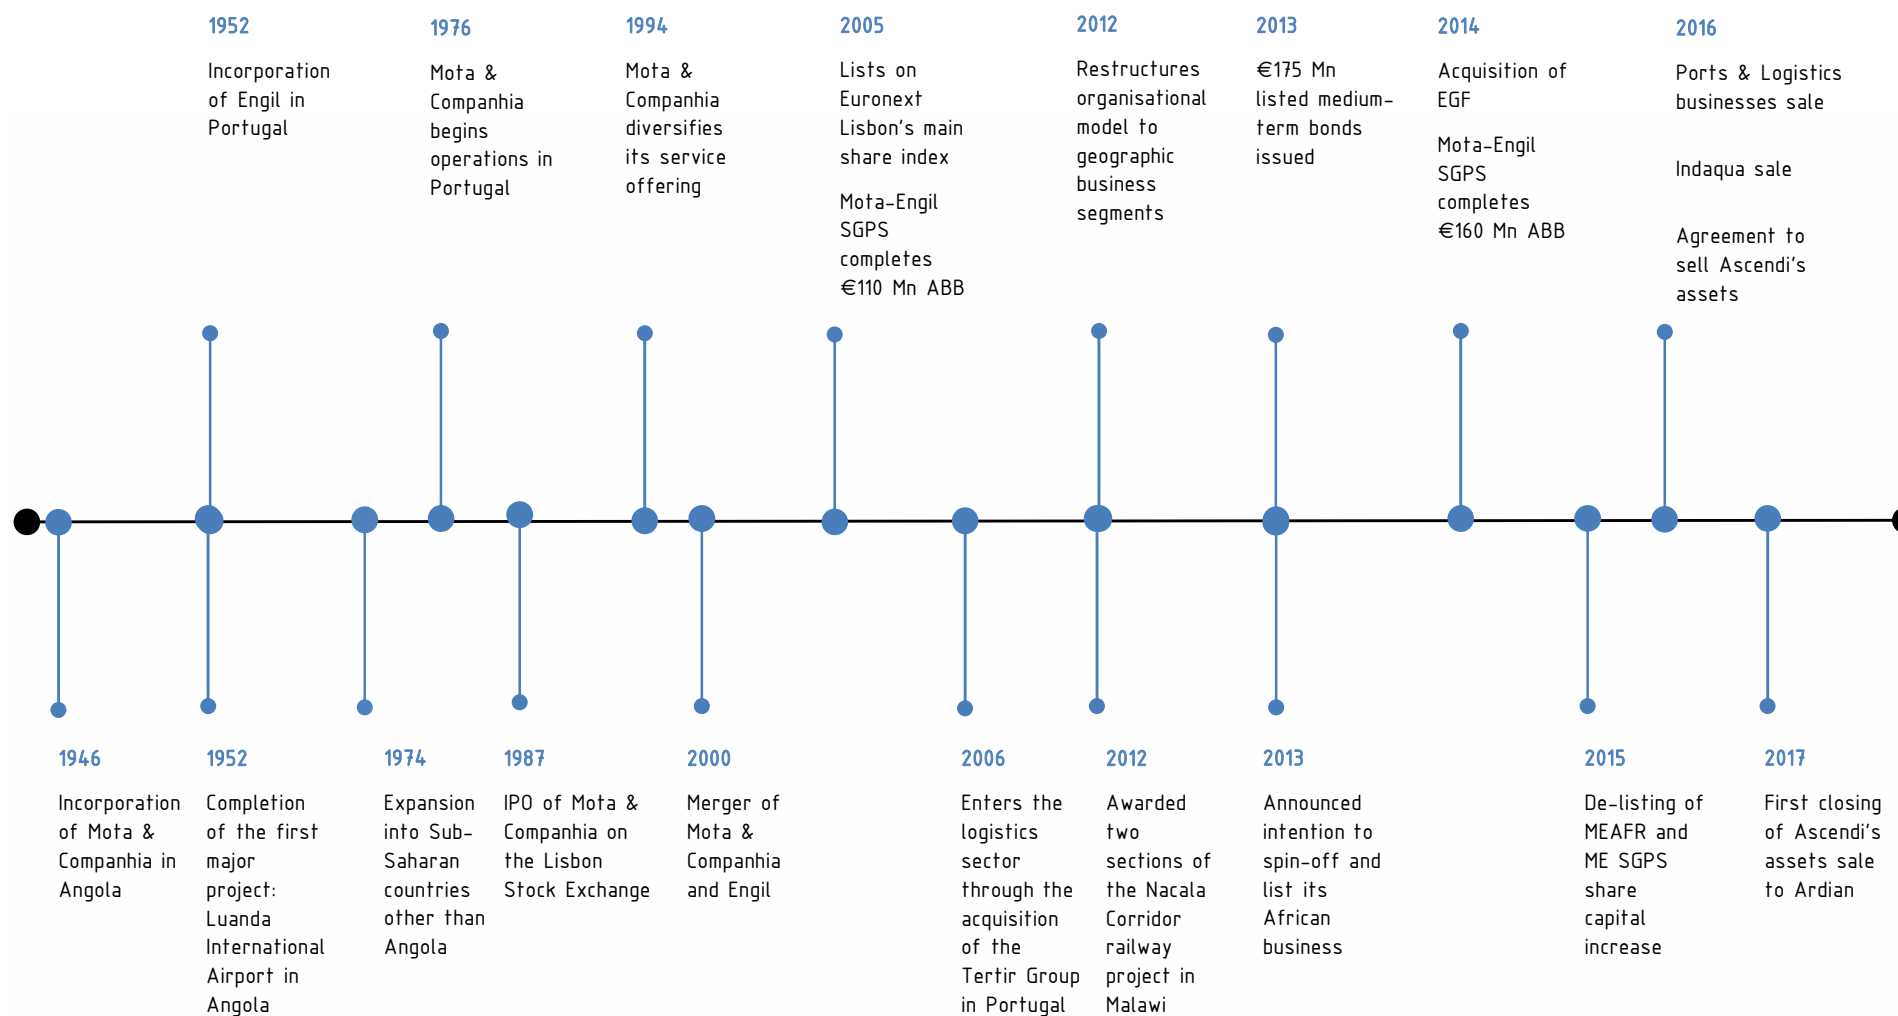 1952
Incorporation
of Engil in
Portugal
1976
Mota &
Companhia
begins
operations in
Portugal
1994
Mota &
Companhia
diversifies
its service
offering
2005
Lists on
Euronext
Lisbon's main
share index
Mota-Engil
SGPS
completes
€110 Mn ABB
2012
Restructures
organisational
model to
geographic
business
segments
2013
€175 Mn
listed medium-
term bonds
issued
2014
Acquisition of
EGF
Mota-Engil
SGPS
completes
€160 Mn ABB
2016
Ports & Logistics
businesses sale
Indaqua sale
Agreement to
sell Ascendi's
assets
1946
Incorporation
of Mota &
Companhia in
Angola
1952
Completion
of the first
major
project:
Luanda
International
Airport in
Angola
1974
Expansion
into Sub-
Saharan
countries
other than
Angola
1987
IPO of Mota &
Companhia on
the Lisbon
Stock Exchange
2000
Merger of
Mota &
Companhia
and Engil
2006
Enters the
logistics
sector
through the
acquisition
of the
Tertir Group
in Portugal
2012
Awarded
two
sections of
the Nacala
Corridor
railway
project in
Malawi
2013
Announced
intention to
spin-off and
list its
African
business
2015
De-listing of
MEAFR and
ME SGPS
share
capital
increase
2017
First closing
of Ascendi's
assets sale
to Ardian